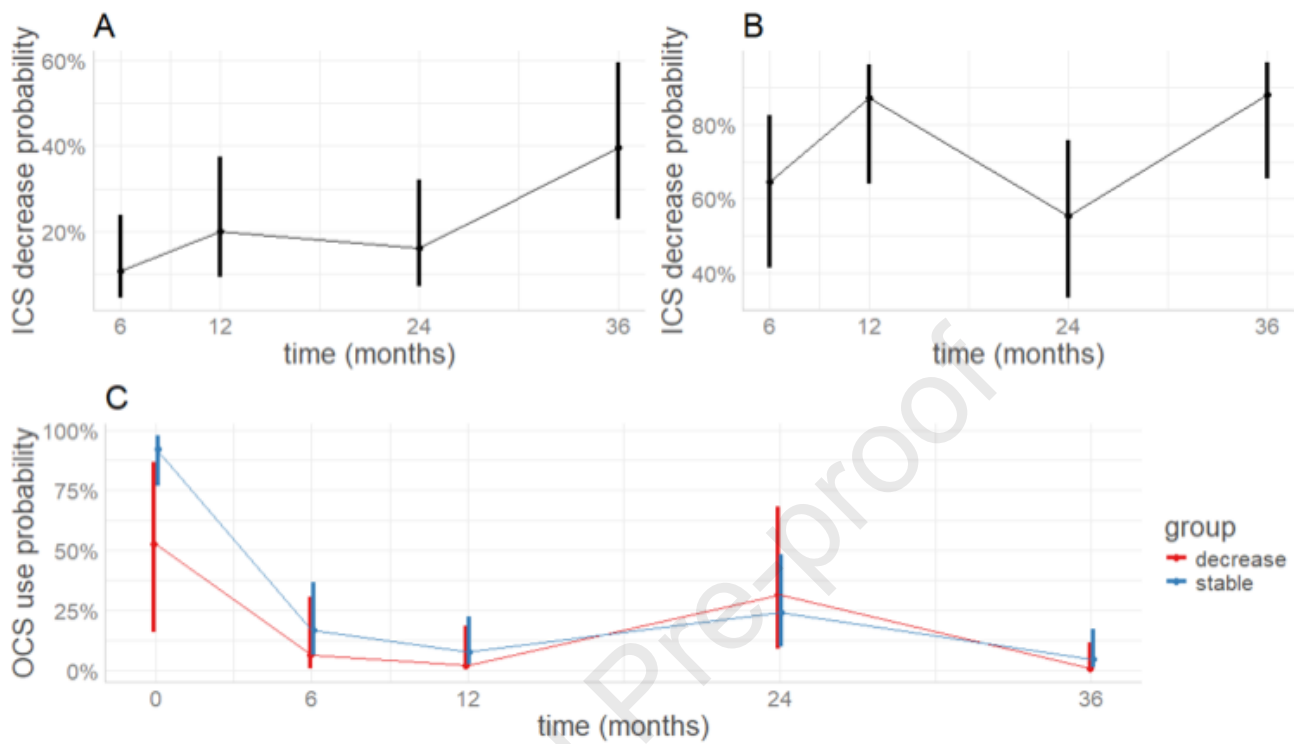 A
ICS decrease probability
60%
40%
20%
6 12 24 36
time (months)
B
ICS decrease probability
80%
60%
40%
6 12 24 36
time (months)
C
OCS use probability
100%
75%
50%
25%
0%
0 6 12 24 36
time (months)
group
decrease
stable
Pre-proof